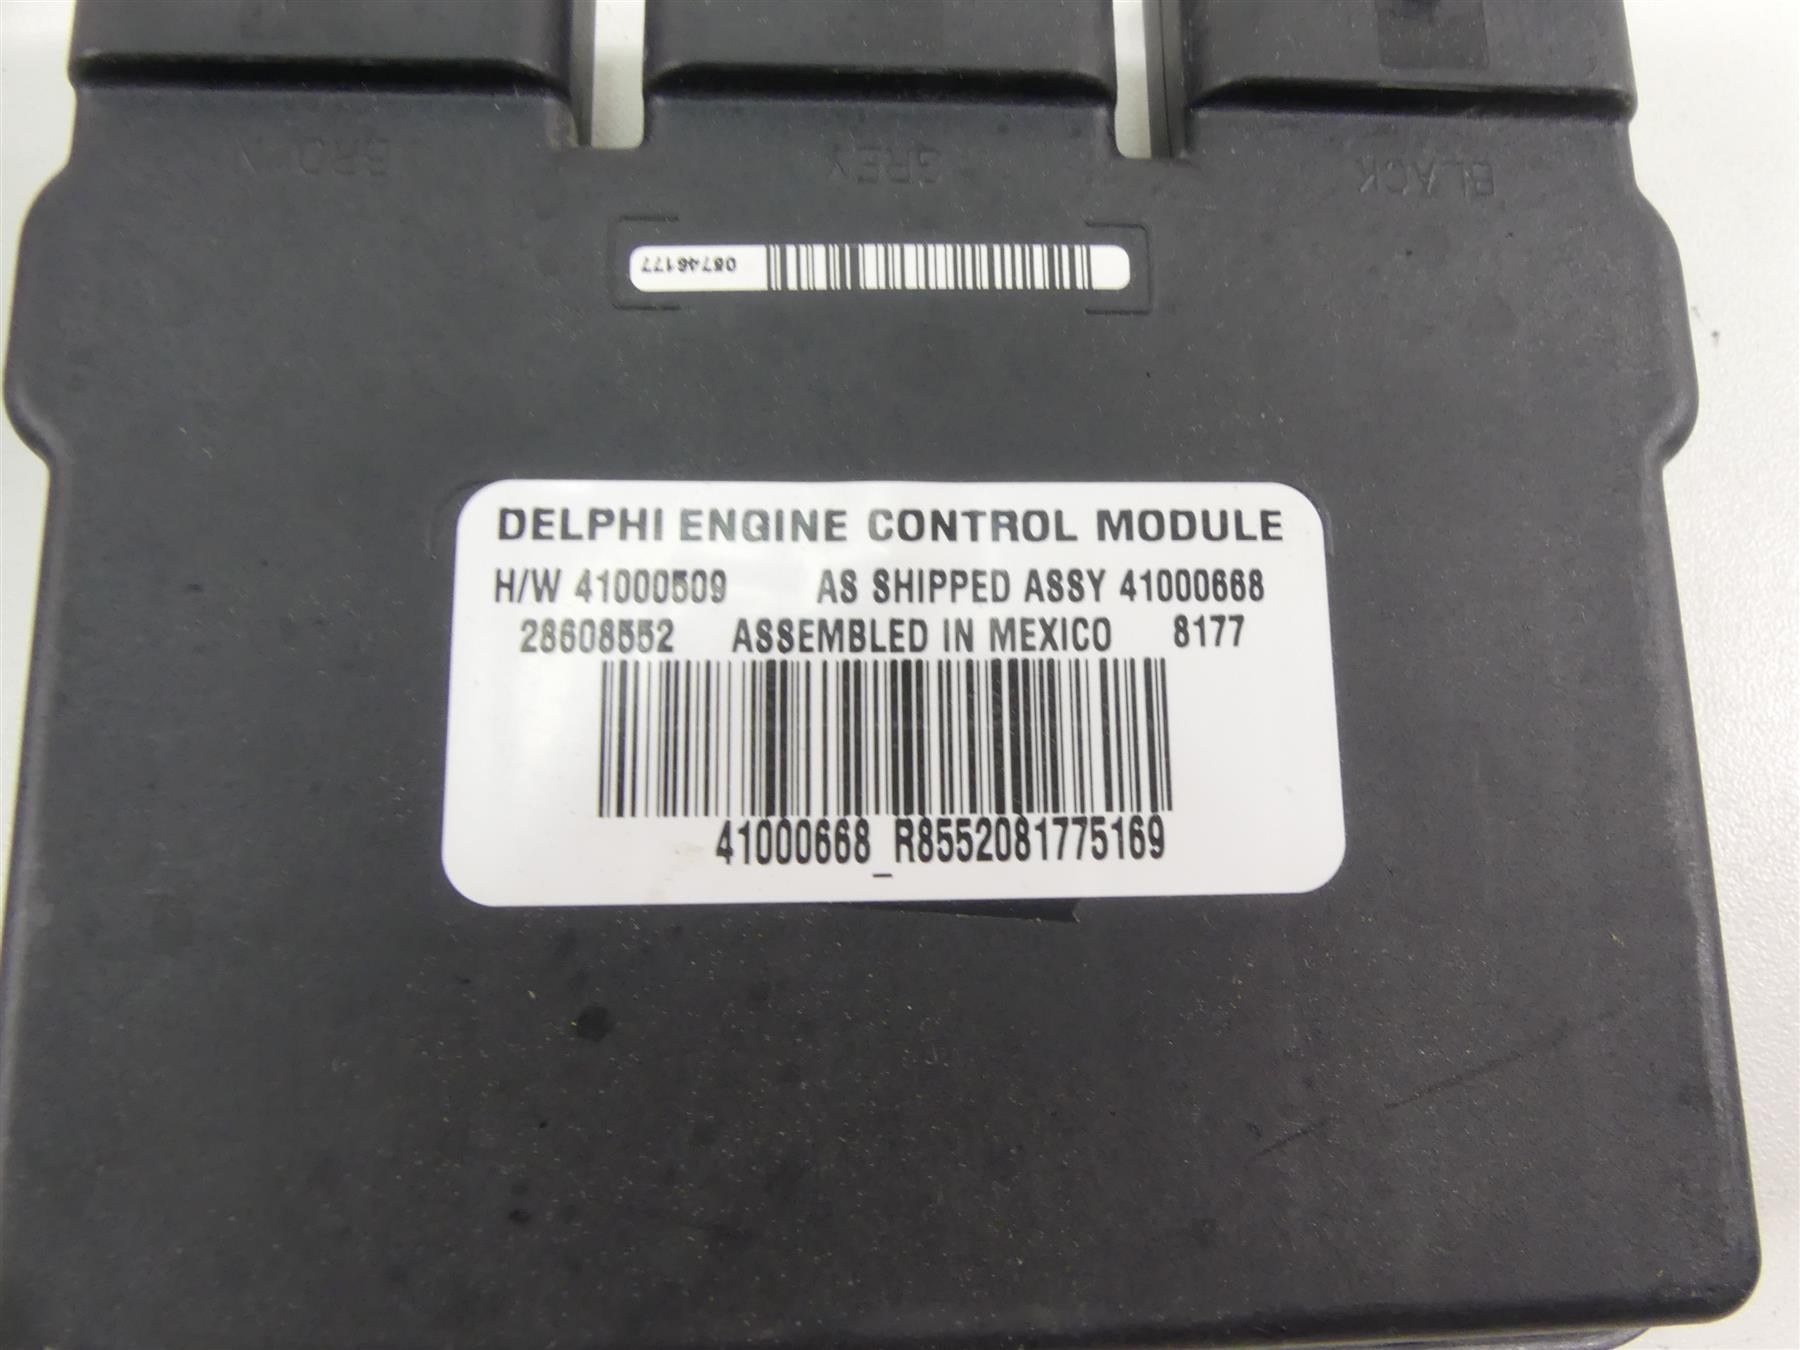 BROWN
GREY
BLACK
08746177
DELPHI ENGINE CONTROL MODULE
H/W 41000509 AS SHIPPED ASSY 41000668
28608552 ASSEMBLED IN MEXICO 8177
41000668_R8552081775169